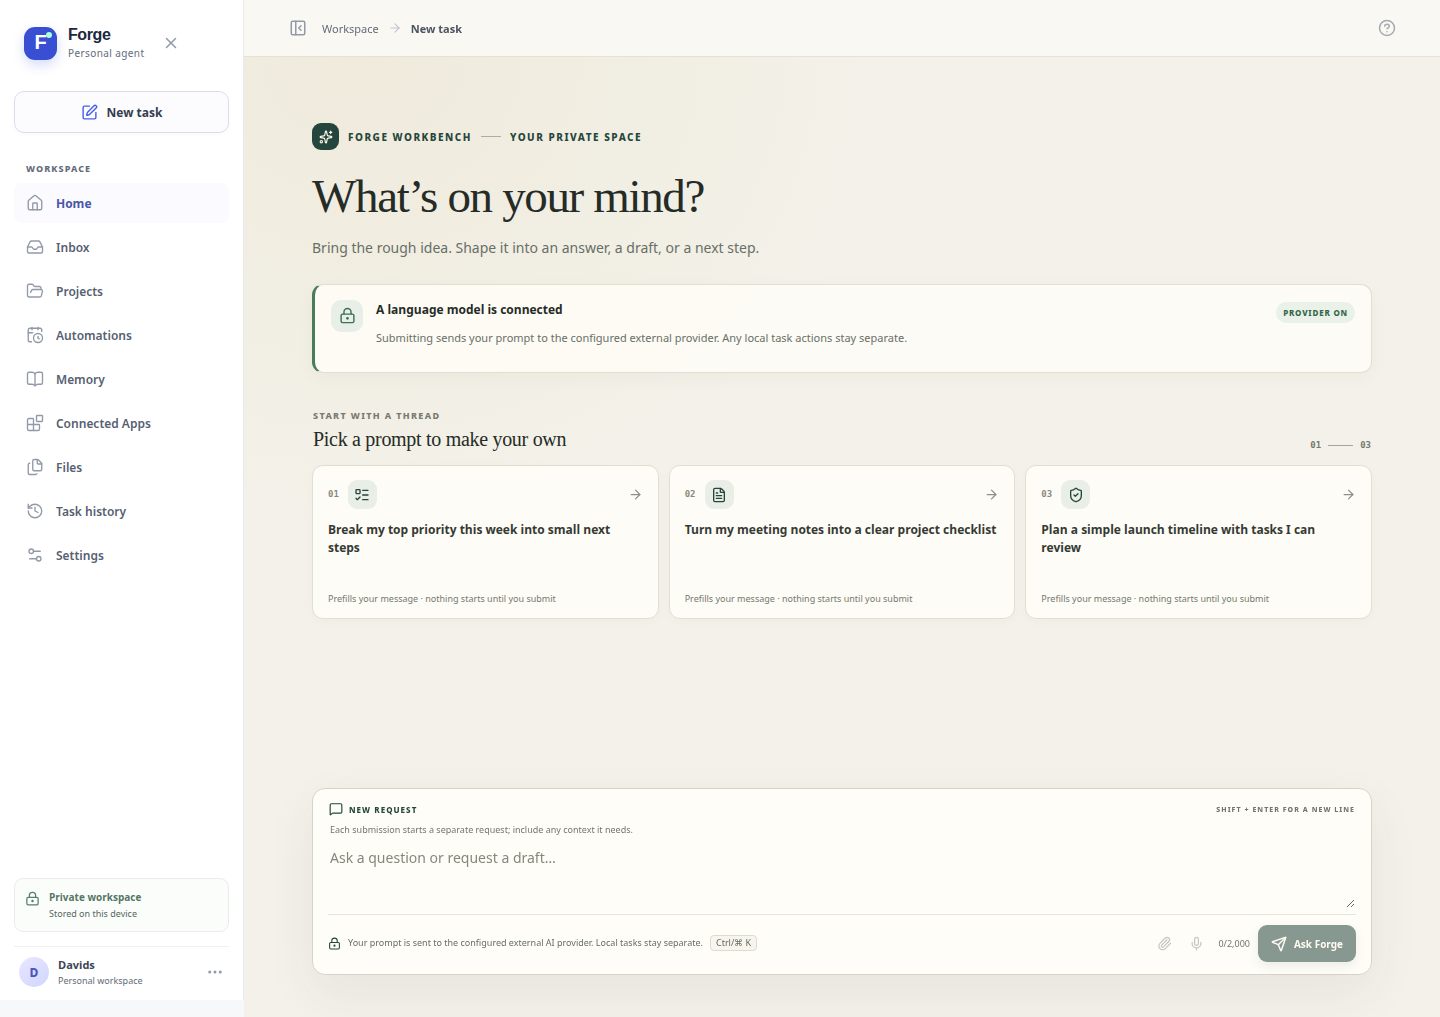 F
Forge
Personal agent
New task
WORKSPACE
Home
Inbox
Projects
Automations
Memory
Connected Apps
Files
Task history
Settings
Private workspace
Stored on this device
D
Davids
Personal workspace
Workspace
New task
FORGE WORKBENCH
YOUR PRIVATE SPACE
What’s on your mind?
Bring the rough idea. Shape it into an answer, a draft, or a next step.
A language model is connected
PROVIDER ON
Submitting sends your prompt to the configured external provider. Any local task actions stay separate.
START WITH A THREAD
Pick a prompt to make your own
01
03
01
Break my top priority this week into small next
steps
Prefills your message · nothing starts until you submit
02
Turn my meeting notes into a clear project checklist
Prefills your message · nothing starts until you submit
03
Plan a simple launch timeline with tasks I can
review
Prefills your message · nothing starts until you submit
NEW REQUEST
SHIFT + ENTER FOR A NEW LINE
Each submission starts a separate request; include any context it needs.
Ask a question or request a draft...
Your prompt is sent to the configured external AI provider. Local tasks stay separate.
Ctrl/⌘ K
0/2,000
Ask Forge